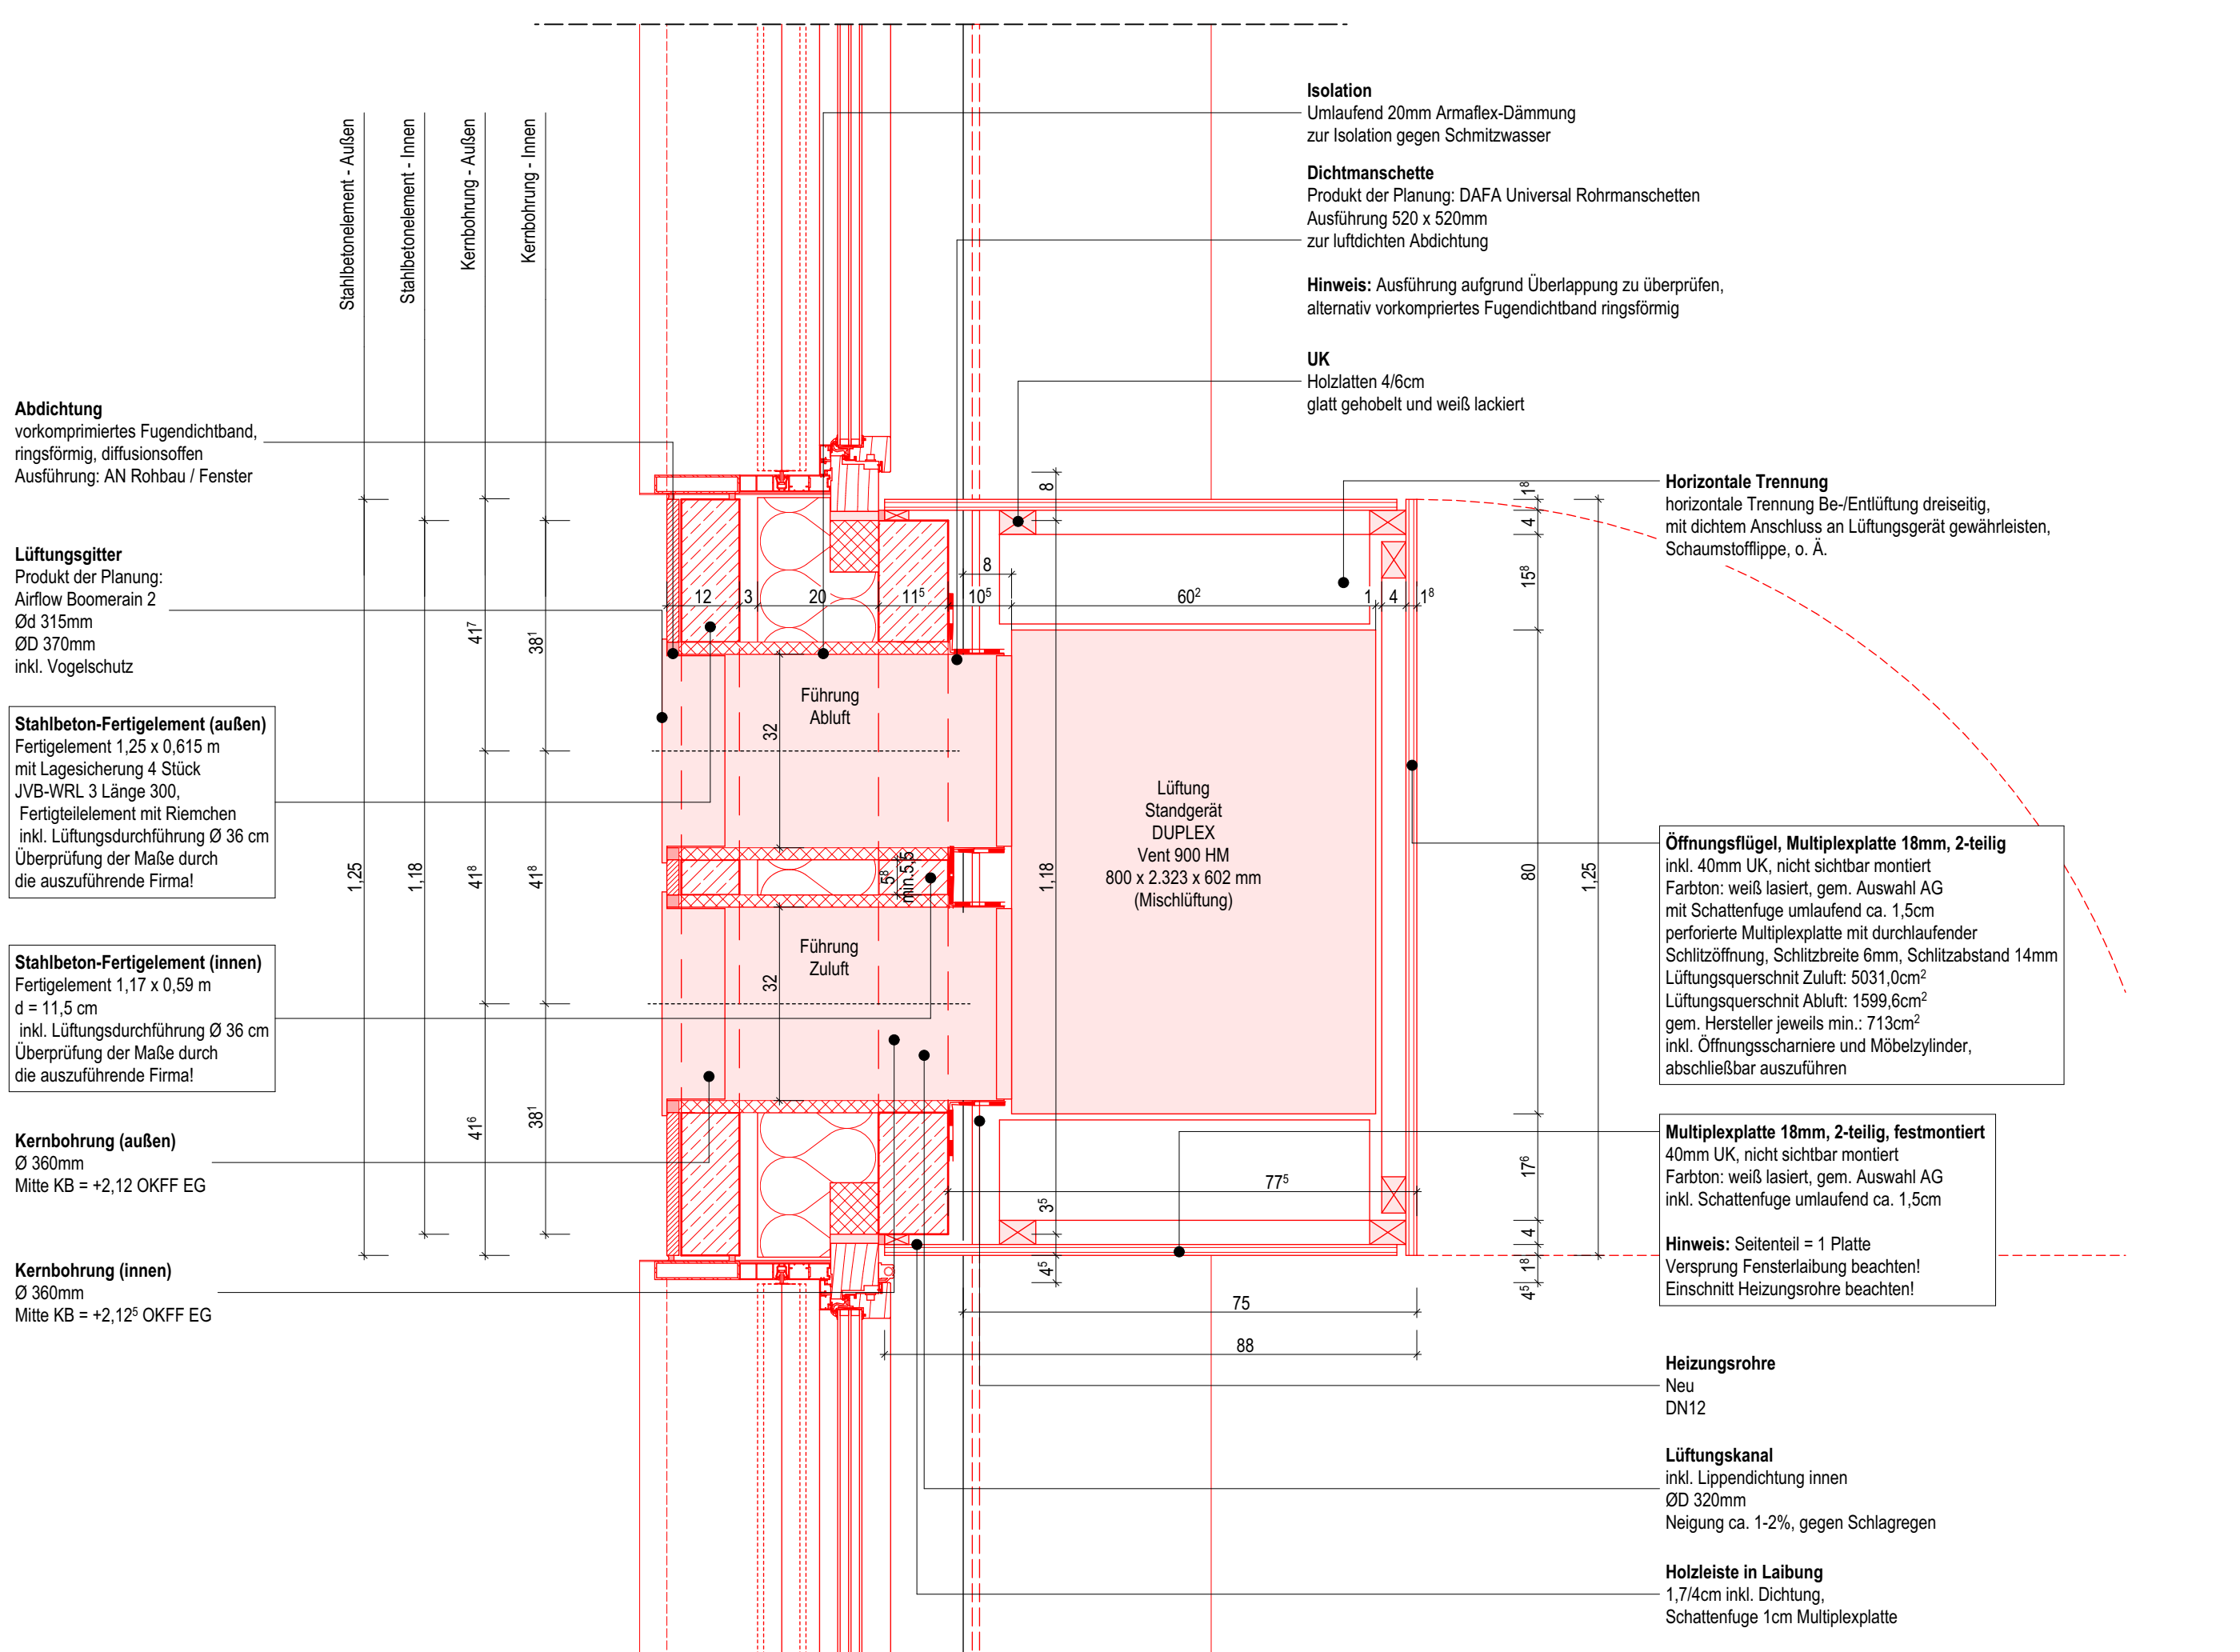 Stahlbetonelement - Außen
Stahlbetonelement - Innen
Kernbohrung - Außen
Kernbohrung - Innen
Abdichtung
vorkomprimiertes Fugendichtband,
ringsförmig, diffusionsoffen
Ausführung: AN Rohbau / Fenster
Lüftungsgitter
Produkt der Planung:
Airflow Boomerain 2
Ød 315mm
ØD 370mm
inkl. Vogelschutz
Stahlbeton-Fertigelement (außen)
Fertigelement 1,25 x 0,615 m
mit Lagesicherung 4 Stück
JVB-WRL 3 Länge 300,
Fertigteilelement mit Riemchen
inkl. Lüftungsdurchführung Ø 36 cm
Überprüfung der Maße durch
die auszuführende Firma!
Stahlbeton-Fertigelement (innen)
Fertigelement 1,17 x 0,59 m
d = 11,5 cm
inkl. Lüftungsdurchführung Ø 36 cm
Überprüfung der Maße durch
die auszuführende Firma!
Kernbohrung (außen)
Ø 360mm
Mitte KB = +2,12 OKFF EG
Kernbohrung (innen)
Ø 360mm
Mitte KB = +2,12⁵ OKFF EG
1,25
1,18
41⁷
41⁸
41⁶
38¹
41⁸
38¹
12
3
20
11⁵
10⁵
60²
1
4
1⁸
8
8
1,18
3⁵
4⁵
32
32
5⁸
min.5,5
Führung
Abluft
Führung
Zuluft
Lüftung
Standgerät
DUPLEX
Vent 900 HM
800 x 2.323 x 602 mm
(Mischlüftung)
77⁵
75
88
1⁸
4
15⁸
80
17⁶
4
1⁸
4⁵
1,25
Isolation
Umlaufend 20mm Armaflex-Dämmung
zur Isolation gegen Schmitzwasser
Dichtmanschette
Produkt der Planung: DAFA Universal Rohrmanschetten
Ausführung 520 x 520mm
zur luftdichten Abdichtung
Hinweis: Ausführung aufgrund Überlappung zu überprüfen,
alternativ vorkompriertes Fugendichtband ringsförmig
UK
Holzlatten 4/6cm
glatt gehobelt und weiß lackiert
Horizontale Trennung
horizontale Trennung Be-/Entlüftung dreiseitig,
mit dichtem Anschluss an Lüftungsgerät gewährleisten,
Schaumstofflippe, o. Ä.
Öffnungsflügel, Multiplexplatte 18mm, 2-teilig
inkl. 40mm UK, nicht sichtbar montiert
Farbton: weiß lasiert, gem. Auswahl AG
mit Schattenfuge umlaufend ca. 1,5cm
perforierte Multiplexplatte mit durchlaufender
Schlitzöffnung, Schlitzbreite 6mm, Schlitzabstand 14mm
Lüftungsquerschnit Zuluft: 5031,0cm²
Lüftungsquerschnit Abluft: 1599,6cm²
gem. Hersteller jeweils min.: 713cm²
inkl. Öffnungsscharniere und Möbelzylinder,
abschließbar auszuführen
Multiplexplatte 18mm, 2-teilig, festmontiert
40mm UK, nicht sichtbar montiert
Farbton: weiß lasiert, gem. Auswahl AG
inkl. Schattenfuge umlaufend ca. 1,5cm
Hinweis: Seitenteil = 1 Platte
Versprung Fensterlaibung beachten!
Einschnitt Heizungsrohre beachten!
Heizungsrohre
Neu
DN12
Lüftungskanal
inkl. Lippendichtung innen
ØD 320mm
Neigung ca. 1-2%, gegen Schlagregen
Holzleiste in Laibung
1,7/4cm inkl. Dichtung,
Schattenfuge 1cm Multiplexplatte